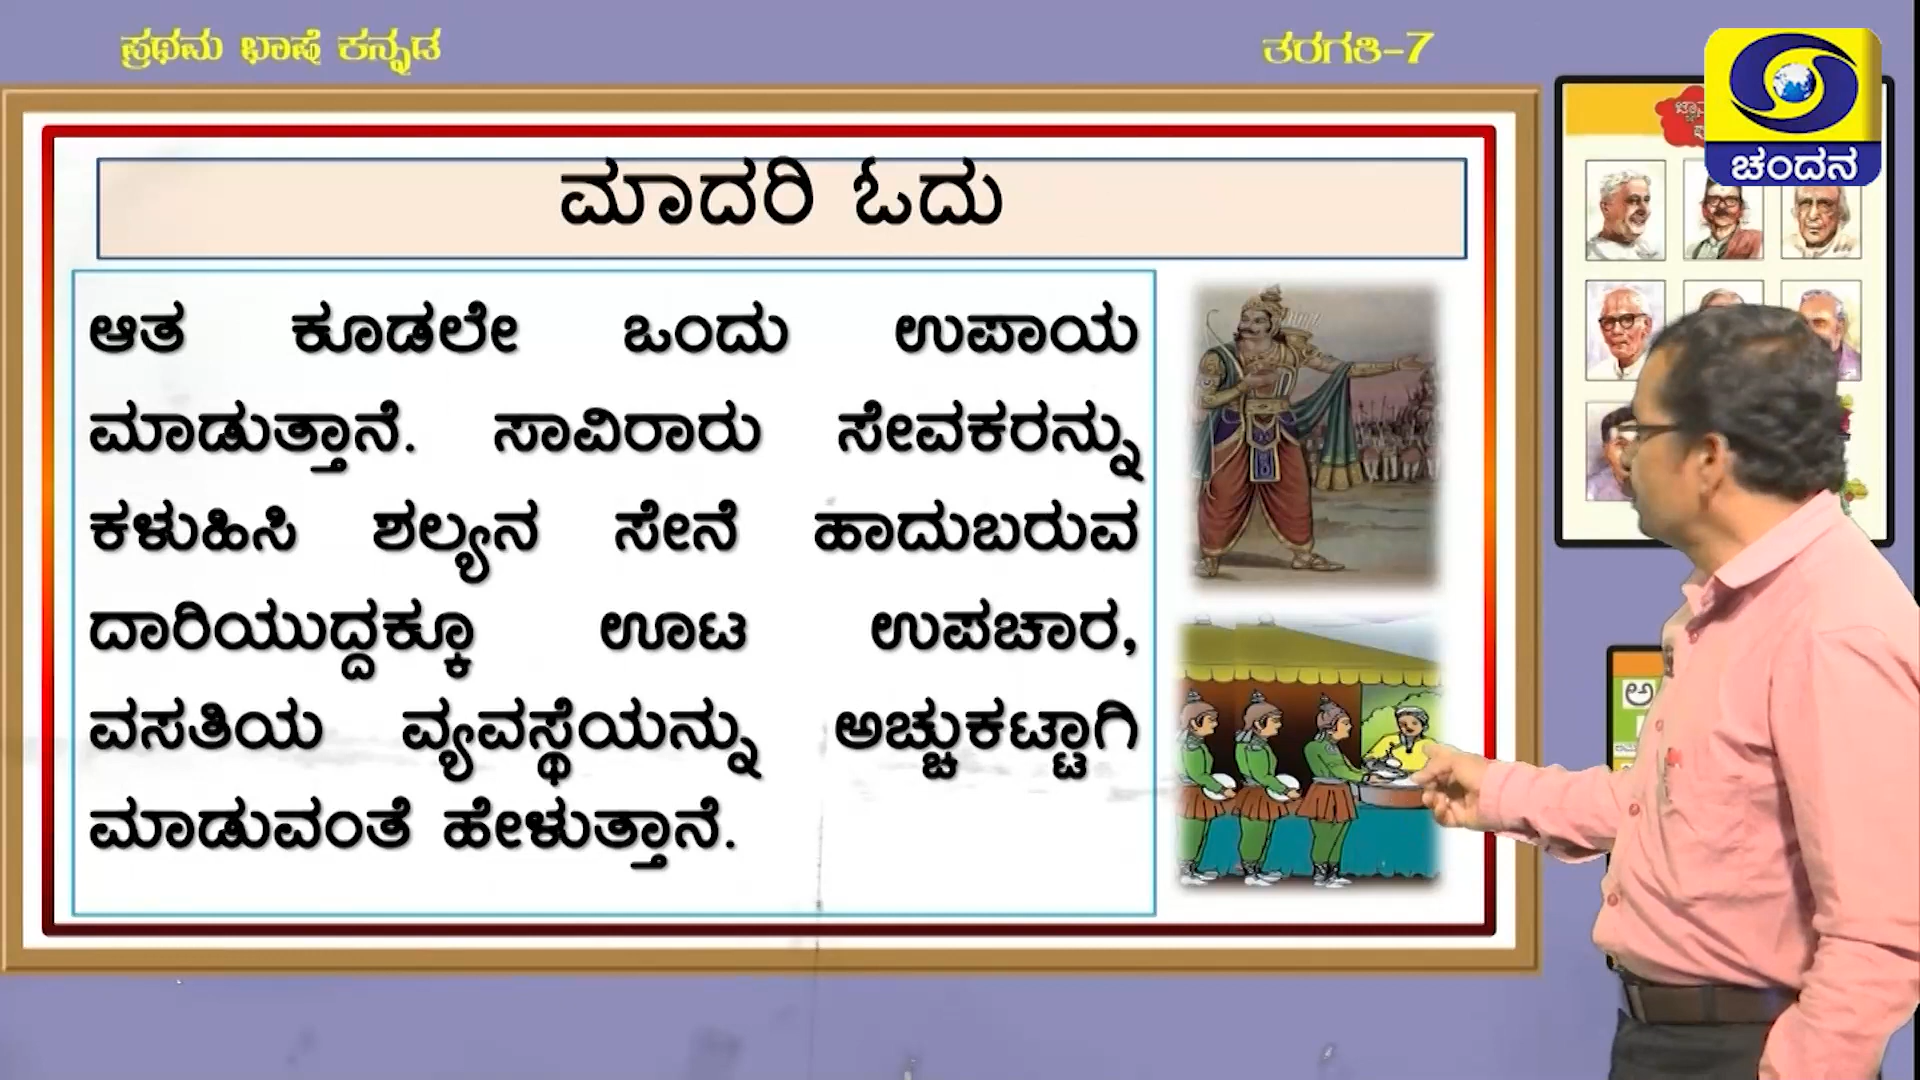 ಪ್ರಥಮ ಭಾಷೆ ಕನ್ನಡ
ತರಗತಿ-7
ಚಂದನ
ಮಾದರಿ ಓದು
ಆತ ಕೂಡಲೇ ಒಂದು ಉಪಾಯ
ಮಾಡುತ್ತಾನೆ. ಸಾವಿರಾರು ಸೇವಕರನ್ನು
ಕಳುಹಿಸಿ ಶಲ್ಯನ ಸೇನೆ ಹಾದುಬರುವ
ದಾರಿಯುದ್ದಕ್ಕೂ ಊಟ ಉಪಚಾರ,
ವಸತಿಯ ವ್ಯವಸ್ಥೆಯನ್ನು ಅಚ್ಚುಕಟ್ಟಾಗಿ
ಮಾಡುವಂತೆ ಹೇಳುತ್ತಾನೆ.